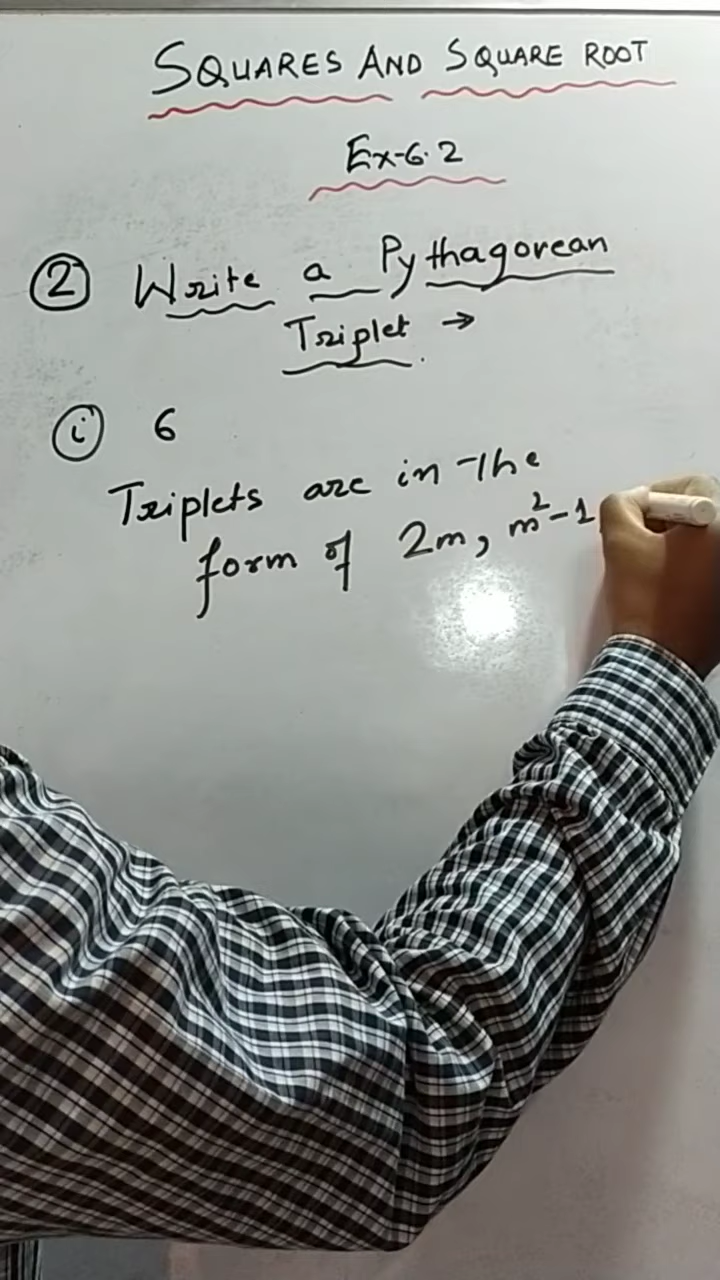 SQUARES AND SQUARE ROOT
Ex-6.2
② Write a Pythagorean
Triplet →
(i) 6
Triplets are in the
form of 2m, m²-1